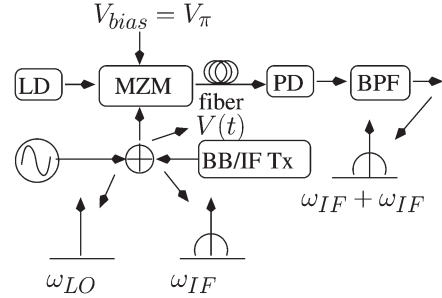 V_{bias} = V_π
LD
MZM
fiber
PD
BPF
V(t)
BB/IF Tx
ω_{IF} + ω_{IF}
ω_{LO}
ω_{IF}